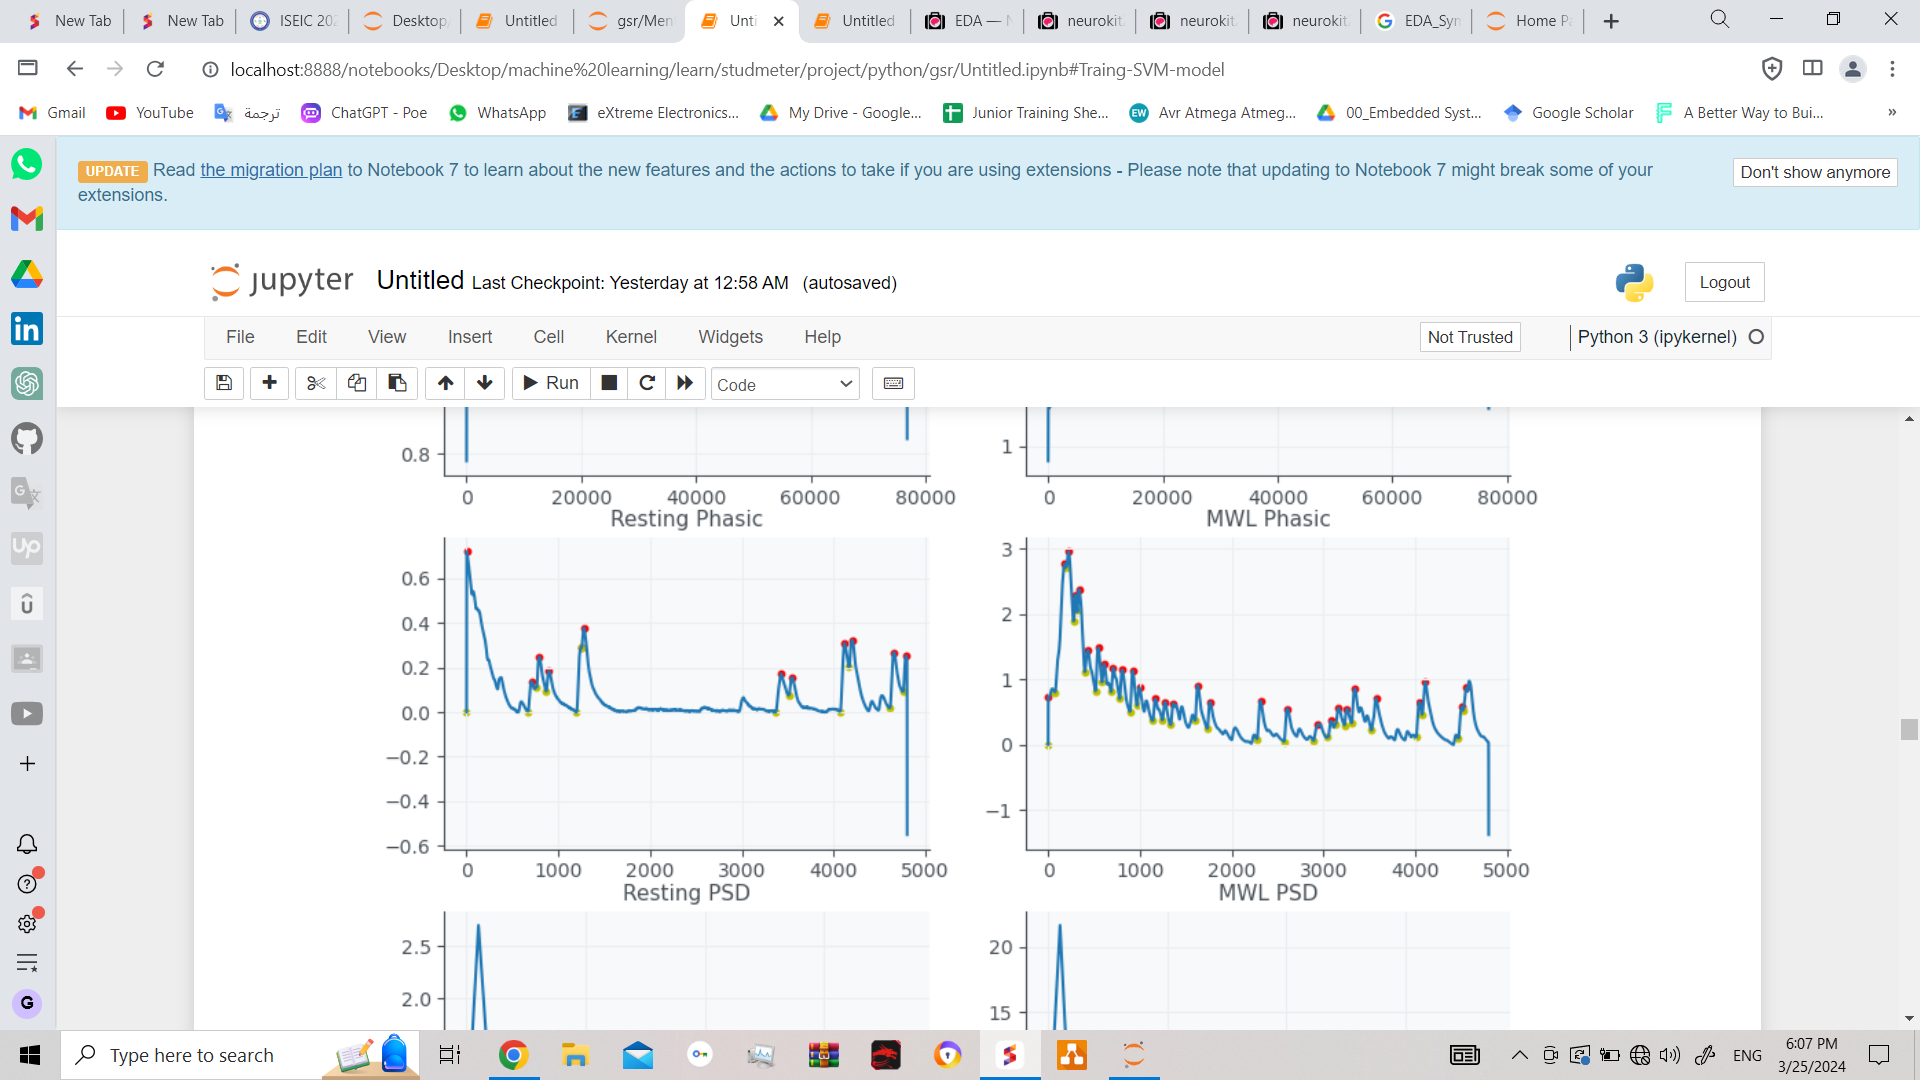 New Tab
New Tab
ISEIC 202
Desktop/
Untitled
gsr/Men
Unti
Untitled
EDA — N
neurokit
neurokit
neurokit
EDA_Syn
Home Pa
localhost:8888/notebooks/Desktop/machine%20learning/learn/studmeter/project/python/gsr/Untitled.ipynb#Traing-SVM-model
Gmail
YouTube
ترجمة
ChatGPT - Poe
WhatsApp
eXtreme Electronics...
My Drive - Google...
Junior Training She...
EW
Avr Atmega Atmeg...
00_Embedded Syst...
Google Scholar
A Better Way to Bui...
»
UPDATE Read the migration plan to Notebook 7 to learn about the new features and the actions to take if you are using extensions - Please note that updating to Notebook 7 might break some of your
extensions.
Don't show anymore
jupyter Untitled Last Checkpoint: Yesterday at 12:58 AM (autosaved)
Logout
File Edit View Insert Cell Kernel Widgets Help
Not Trusted
Python 3 (ipykernel)
Run
Code
in
Up
G
0.8
0 20000 40000 60000 80000
Resting Phasic
1
0 20000 40000 60000 80000
MWL Phasic
0.6
0.4
0.2
0.0
−0.2
−0.4
−0.6
0 1000 2000 3000 4000 5000
Resting PSD
3
2
1
0
−1
0 1000 2000 3000 4000 5000
MWL PSD
2.5
2.0
20
15
Type here to search
ENG
6:07 PM
3/25/2024